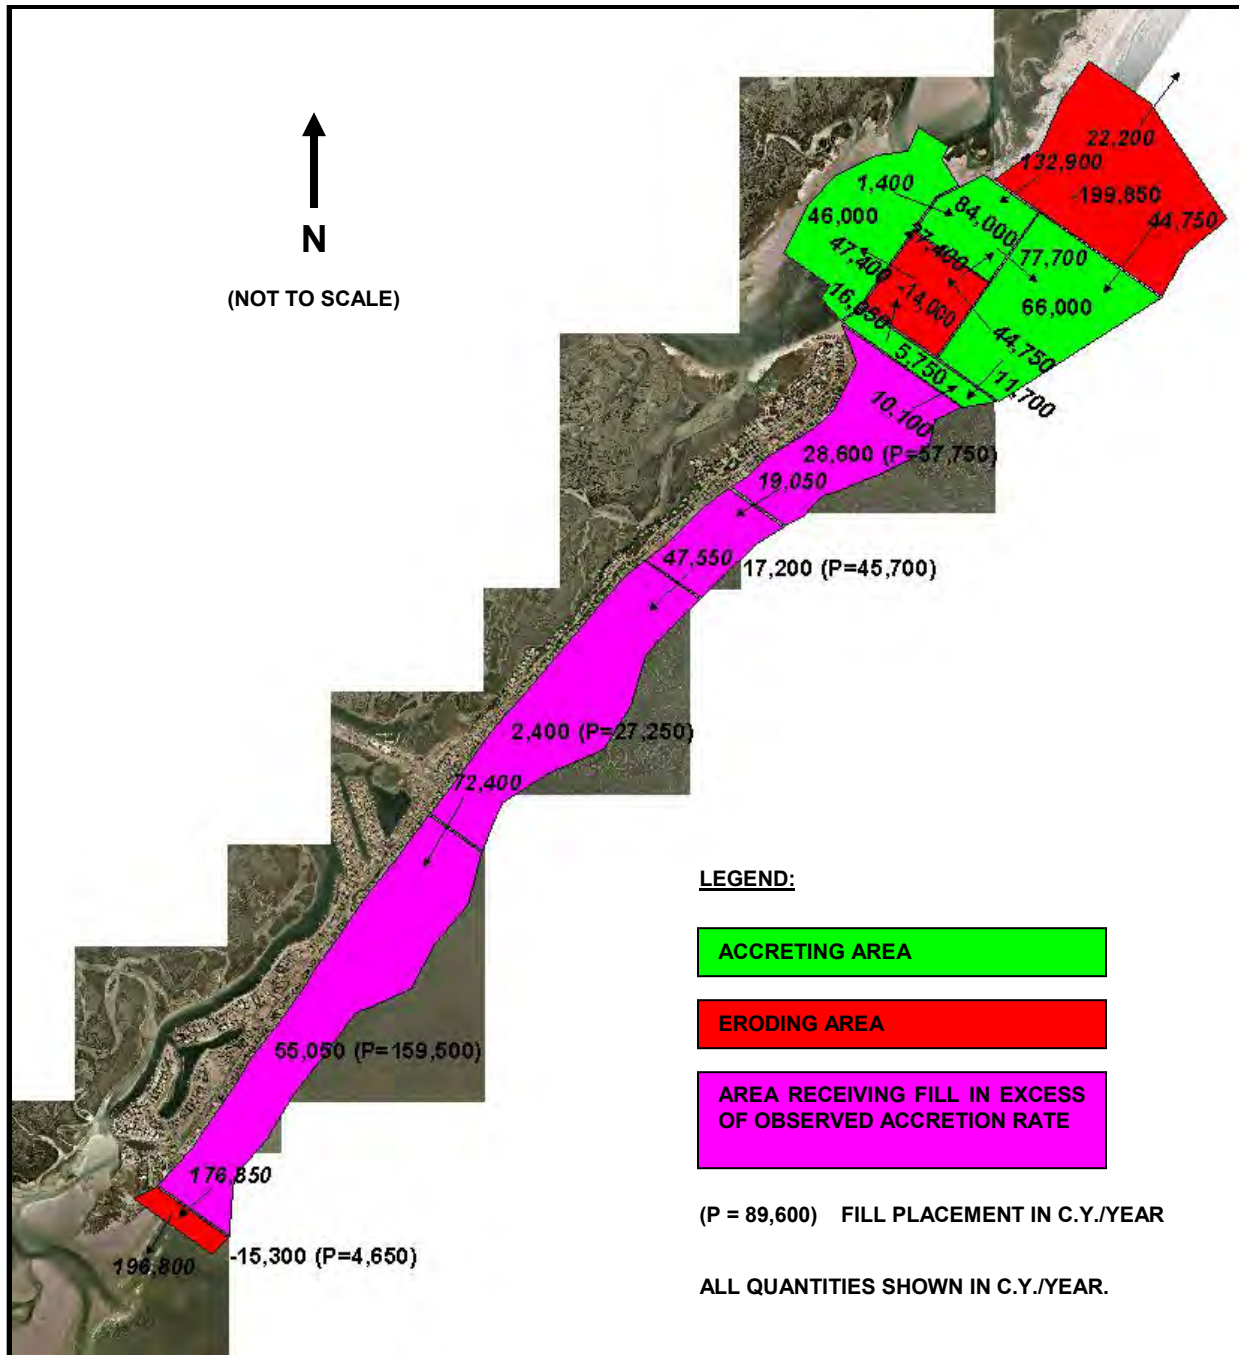 22,200
132,900
-199,850
44,750
1,400
46,000
84,000
27,400
77,700
47,400
-14,000
66,000
16,050
44,750
5,750
11,700
10,100
28,600 (P=57,750)
19,050
47,550
17,200 (P=45,700)
2,400 (P=27,250)
72,400
55,050 (P=159,500)
176,850
196,800
-15,300 (P=4,650)
N
(NOT TO SCALE)
LEGEND:
ACCRETING AREA
ERODING AREA
AREA RECEIVING FILL IN EXCESS
OF OBSERVED ACCRETION RATE
(P = 89,600) FILL PLACEMENT IN C.Y./YEAR
ALL QUANTITIES SHOWN IN C.Y./YEAR.